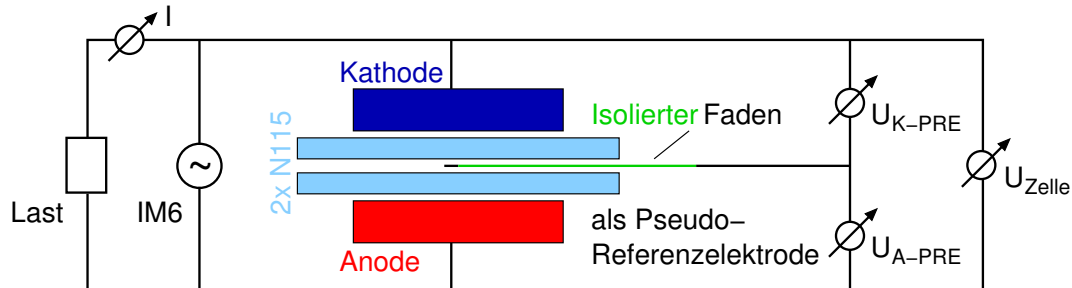 I
Kathode
Isolierter Faden
U_K−PRE
2x N115
~
U_Zelle
Last
IM6
als Pseudo−
Referenzelektrode
U_A−PRE
Anode